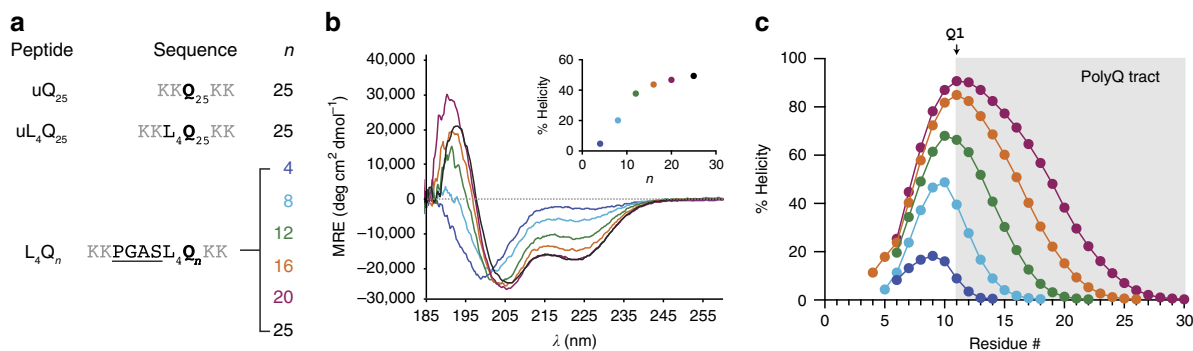 a
Peptide Sequence n
uQ25 KKQ25KK 25
uL4Q25 KKL4Q25KK 25
L4Qn KKPGASL4QnKK
4
8
12
16
20
25
b
MRE (deg cm2 dmol−1)
40,000
30,000
20,000
10,000
0
−10,000
−20,000
−30,000
185 195 205 215 225 235 245 255
λ (nm)
% Helicity
60
40
20
0
0 10 20 30
n
c
Q1
PolyQ tract
% Helicity
100
80
60
40
20
0
0 5 10 15 20 25 30
Residue #